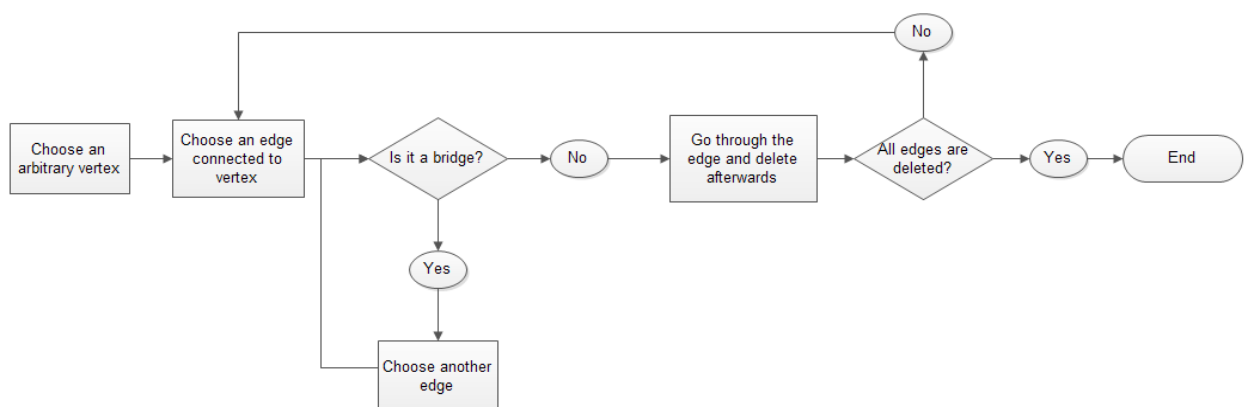 No
Choose an
arbitrary vertex
Choose an edge
connected to
vertex
Is it a bridge?
No
Go through the
edge and delete
afterwards
All edges are
deleted?
Yes
End
Yes
Choose another
edge